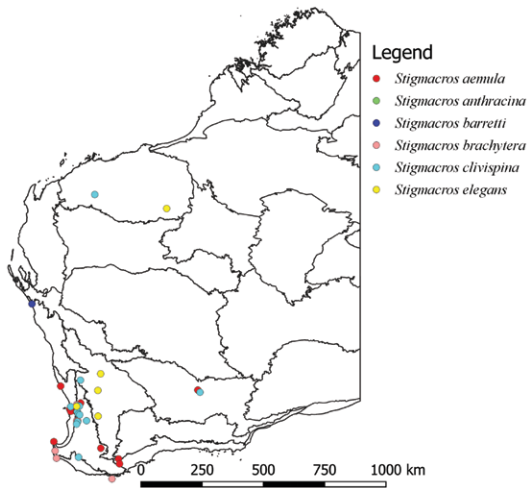 Legend
Stigmacros aemula
Stigmacros anthracina
Stigmacros barretti
Stigmacros brachytera
Stigmacros clivispina
Stigmacros elegans
0 250 500 750 1000 km